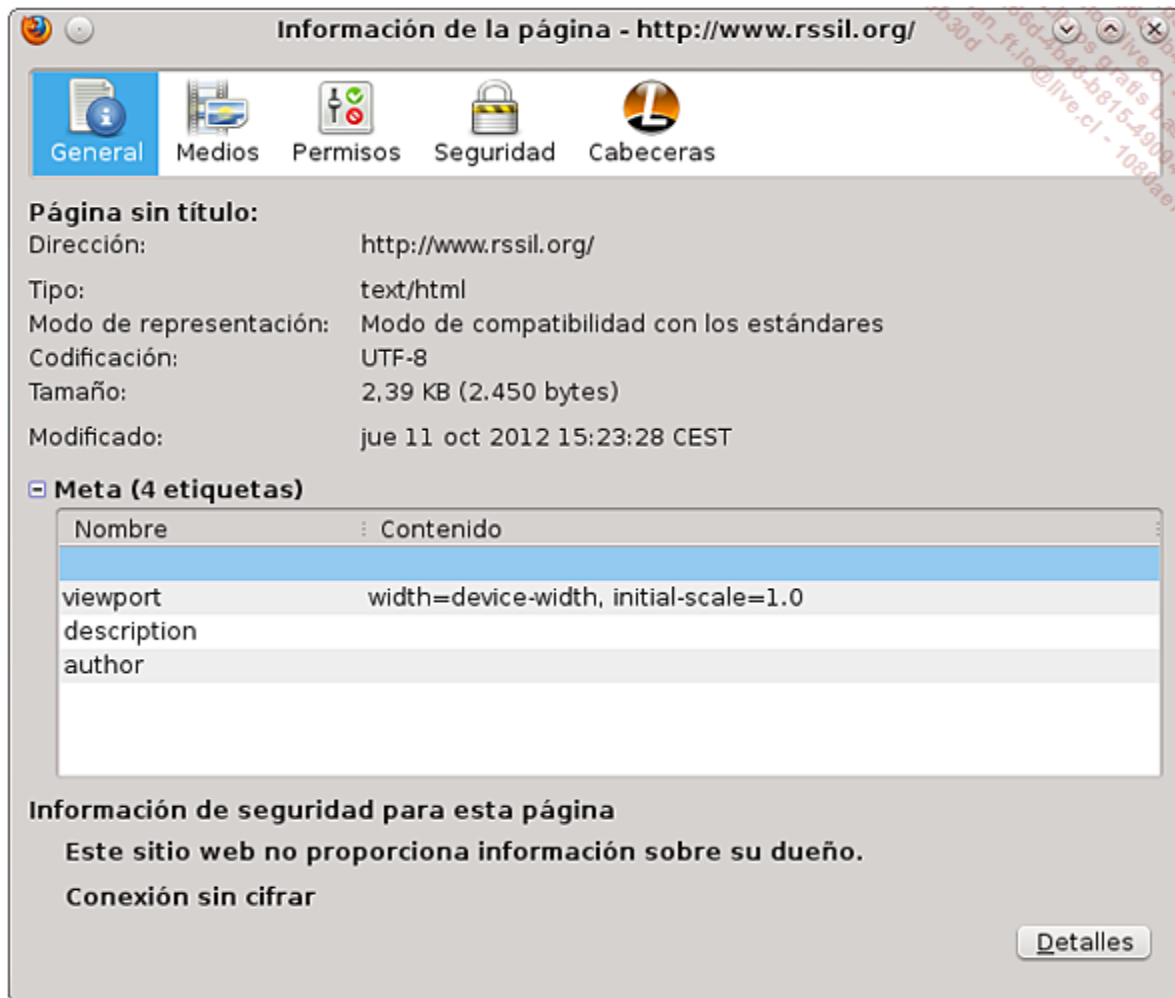 Información de la página - http://www.rssil.org/
General Medios Permisos Seguridad Cabeceras
Página sin título:
Dirección: http://www.rssil.org/
Tipo: text/html
Modo de representación: Modo de compatibilidad con los estándares
Codificación: UTF-8
Tamaño: 2,39 KB (2.450 bytes)
Modificado: jue 11 oct 2012 15:23:28 CEST
Meta (4 etiquetas)
Nombre Contenido
viewport width=device-width, initial-scale=1.0
description
author
Información de seguridad para esta página
Este sitio web no proporciona información sobre su dueño.
Conexión sin cifrar
Detalles